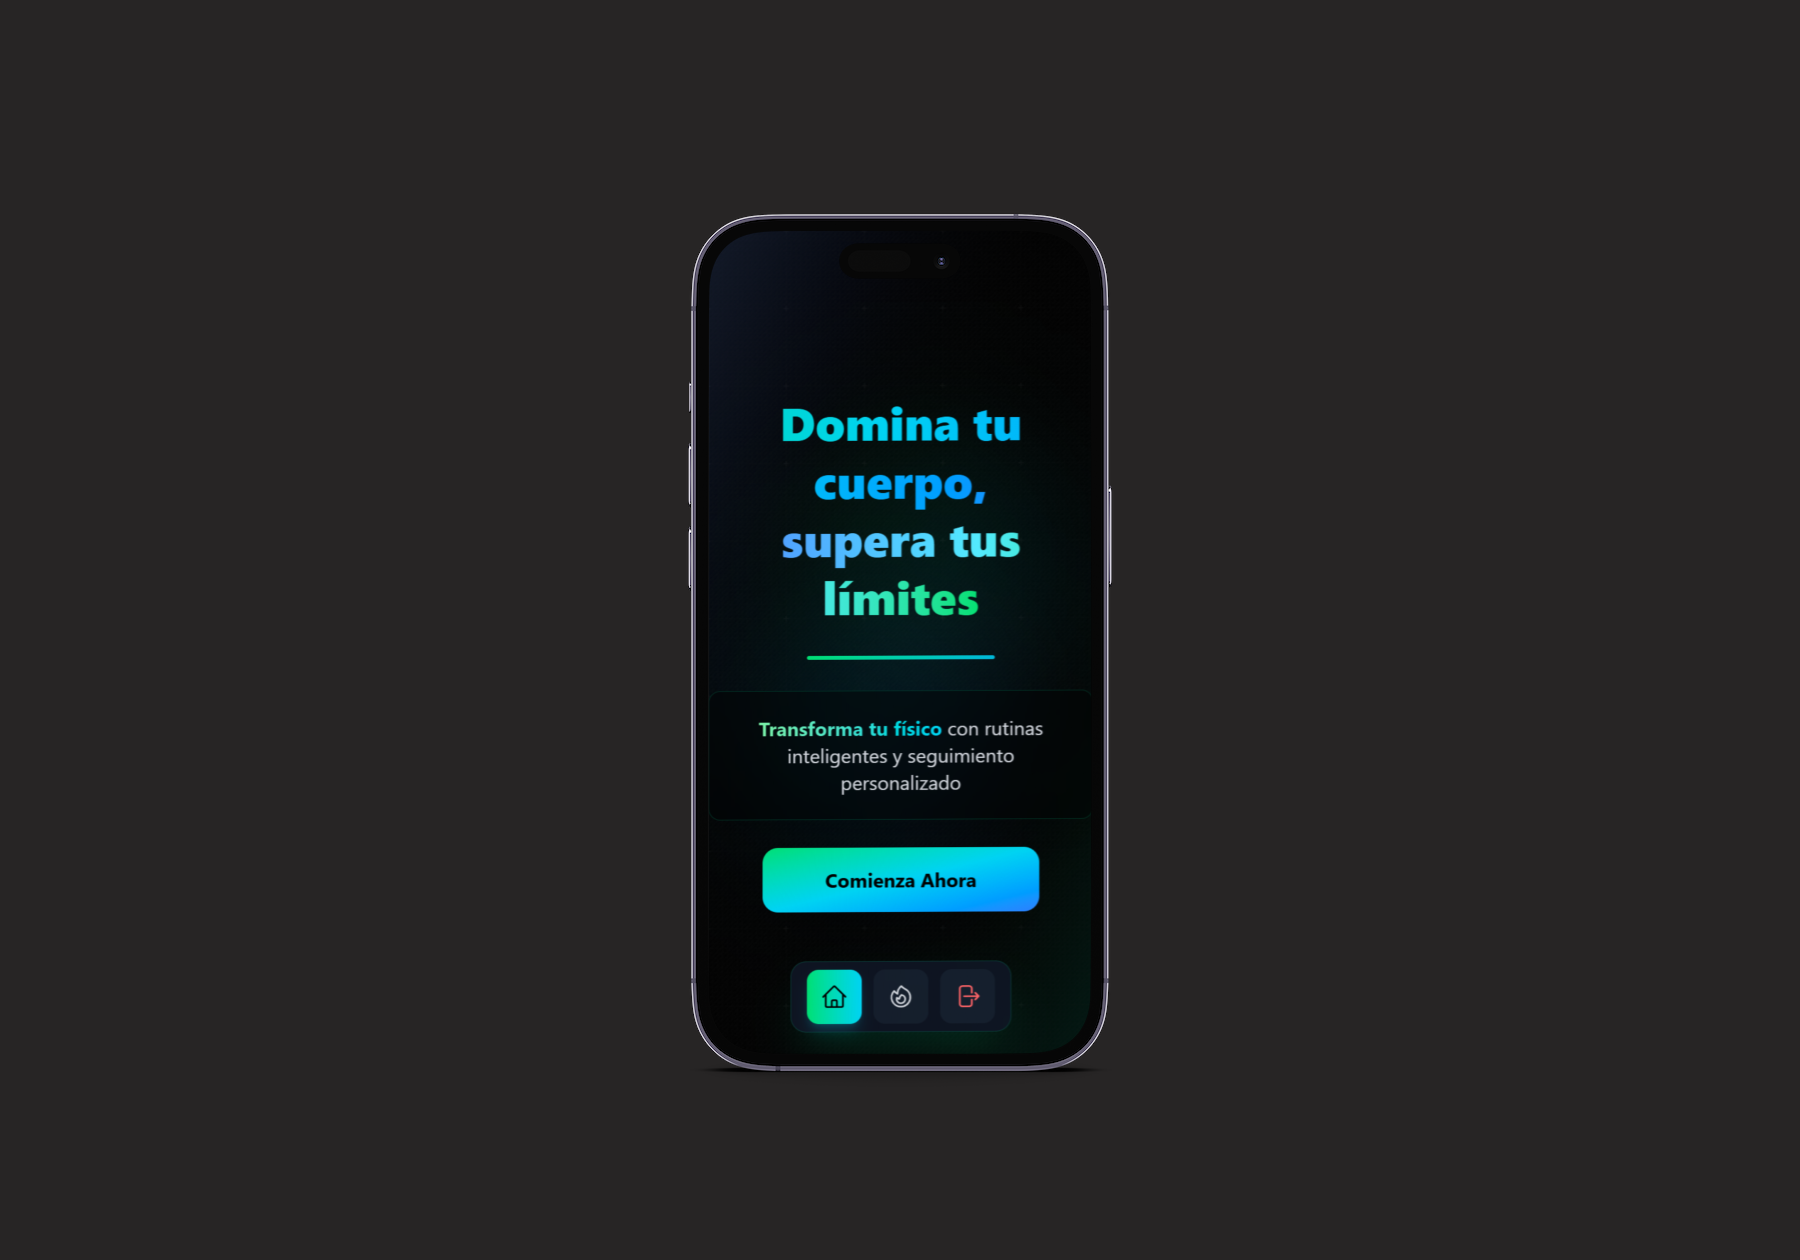 Domina tu
cuerpo,
supera tus
límites
Transforma tu físico con rutinas
inteligentes y seguimiento
personalizado
Comienza Ahora